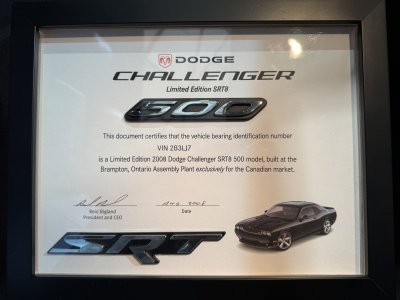 DODGE
CHALLENGER
Limited Edition SRT8
500
This document certifies that the vehicle bearing identification number
VIN 2B3LJ7
is a Limited Edition 2008 Dodge Challenger SRT8 500 model, built at the
Brampton, Ontario Assembly Plant exclusively for the Canadian market.
AUG 2008
Reid Bigland Date
President and CEO
SRT